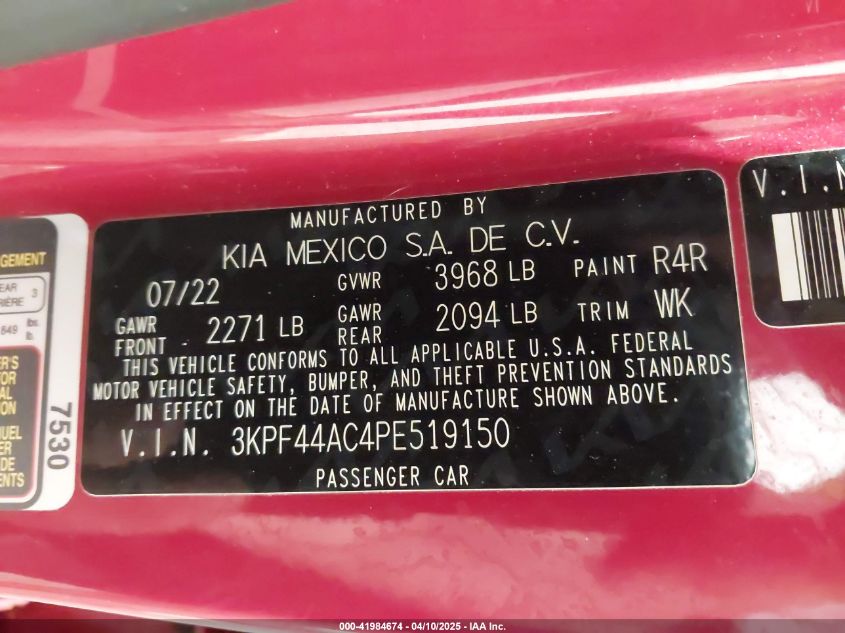 MANUFACTURED BY
KIA MEXICO S.A. DE C.V.
07/22 GVWR 3968 LB PAINT R4R
GAWR FRONT 2271 LB GAWR REAR 2094 LB TRIM WK
THIS VEHICLE CONFORMS TO ALL APPLICABLE U.S.A. FEDERAL
MOTOR VEHICLE SAFETY, BUMPER, AND THEFT PREVENTION STANDARDS
IN EFFECT ON THE DATE OF MANUFACTURE SHOWN ABOVE.
V.I.N. 3KPF44AC4PE519150
PASSENGER CAR
V.I.N
3
lbs.
lb.
7530
000-41984674 - 04/10/2025 - IAA Inc.